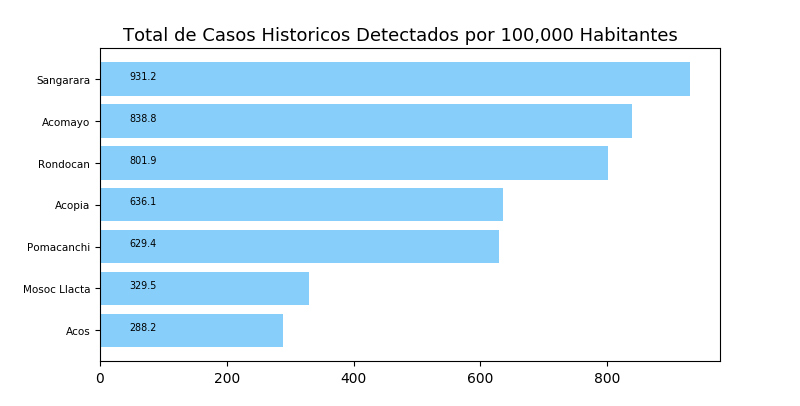 Total de Casos Historicos Detectados por 100,000 Habitantes
Sangarara 931.2
Acomayo 838.8
Rondocan 801.9
Acopia 636.1
Pomacanchi 629.4
Mosoc Llacta 329.5
Acos 288.2
0 200 400 600 800